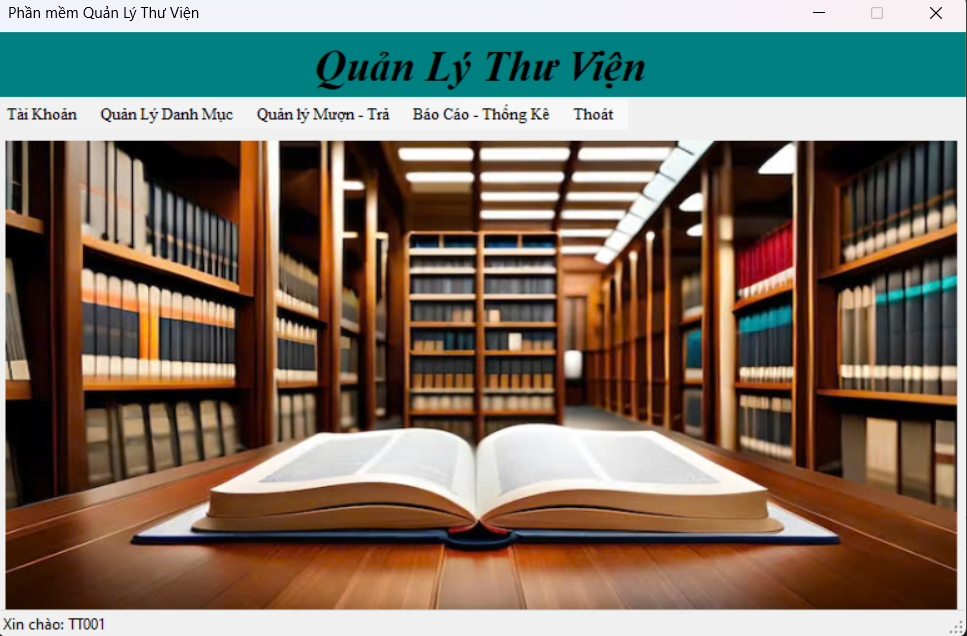 Phần mềm Quản Lý Thư Viện
Quản Lý Thư Viện
Tài Khoản Quản Lý Danh Mục Quản lý Mượn - Trả Báo Cáo - Thống Kê Thoát
Xin chào: TT001